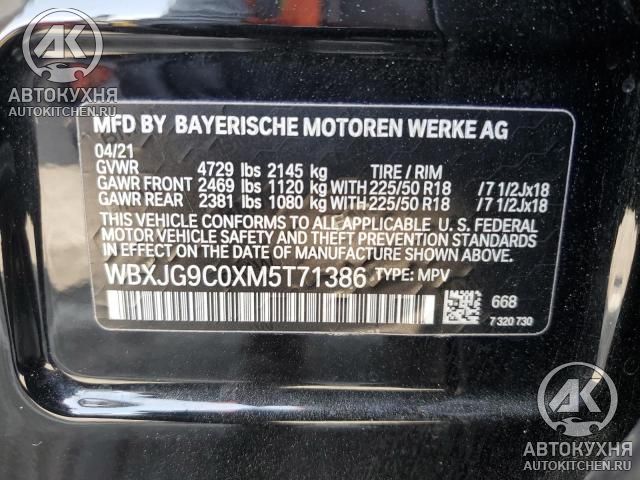 АК
АВТОКУХНЯ
AUTOKITCHEN.RU
MFD BY BAYERISCHE MOTOREN WERKE AG
04/21
GVWR 4729 lbs 2145 kg TIRE / RIM
GAWR FRONT 2469 lbs 1120 kg WITH 225/50 R18 /7 1/2Jx18
GAWR REAR 2381 lbs 1080 kg WITH 225/50 R18 /7 1/2Jx18
THIS VEHICLE CONFORMS TO ALL APPLICABLE U. S. FEDERAL
MOTOR VEHICLE SAFETY AND THEFT PREVENTION STANDARDS
IN EFFECT ON THE DATE OF MANUFACTURE SHOWN ABOVE.
WBXJG9C0XM5T71386 TYPE: MPV
668
7 320 730
АК
АВТОКУХНЯ
AUTOKITCHEN.RU